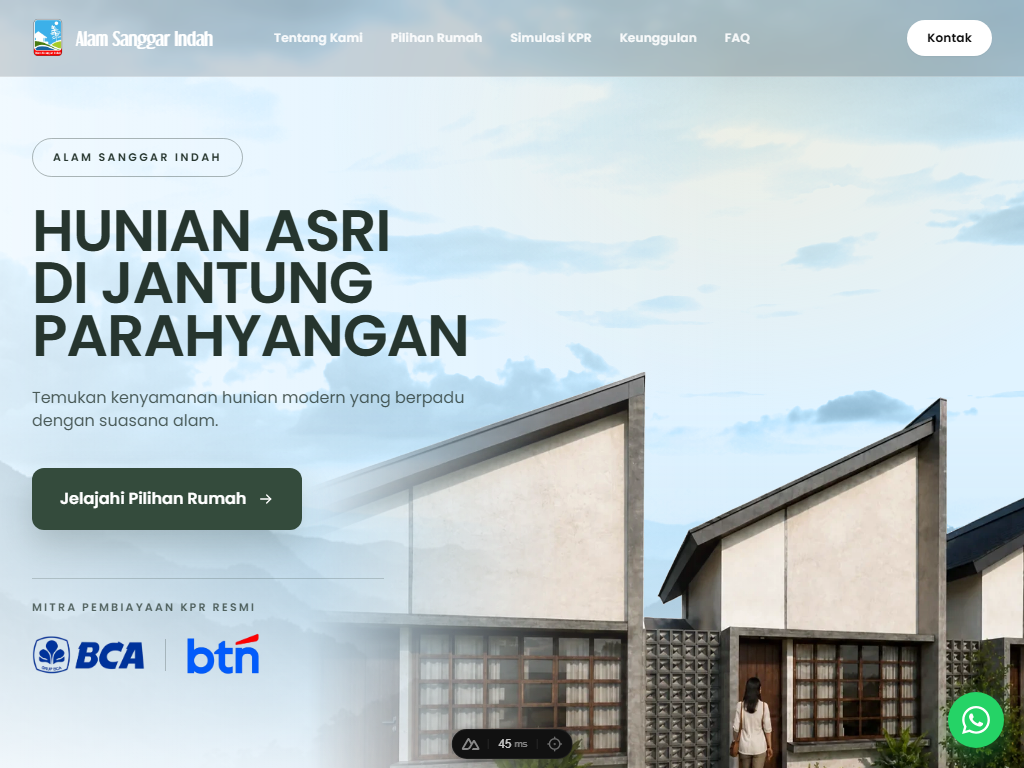 Alam Sanggar Indah
Tentang Kami
Pilihan Rumah
Simulasi KPR
Keunggulan
FAQ
Kontak
ALAM SANGGAR INDAH
HUNIAN ASRI
DI JANTUNG
PARAHYANGAN
Temukan kenyamanan hunian modern yang berpadu
dengan suasana alam.
Jelajahi Pilihan Rumah →
MITRA PEMBIAYAAN KPR RESMI
BCA
btn
45 ms